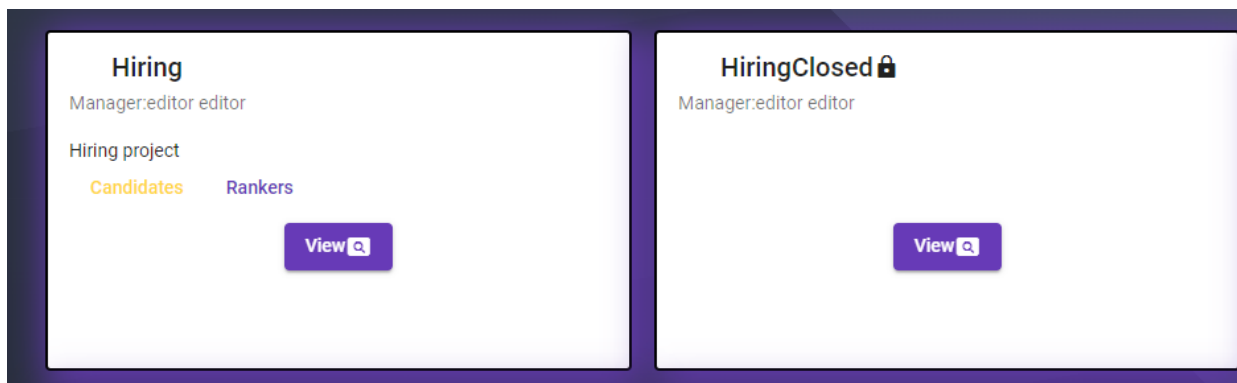 Hiring
Manager:editor editor
Hiring project
Candidates Rankers
View
HiringClosed
Manager:editor editor
View